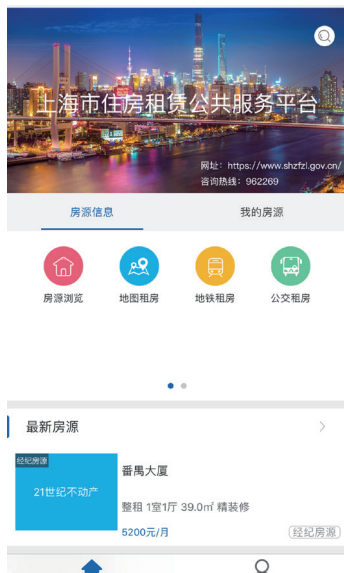 上海市住房租赁公共服务平台
网址：https://www.shzfzl.gov.cn/
咨询热线：962269
房源信息 我的房源
房源浏览 地图租房 地铁租房 公交租房
最新房源
经纪房源
21世纪不动产
番禺大厦
整租 1室1厅 39.0㎡ 精装修
5200元/月 经纪房源